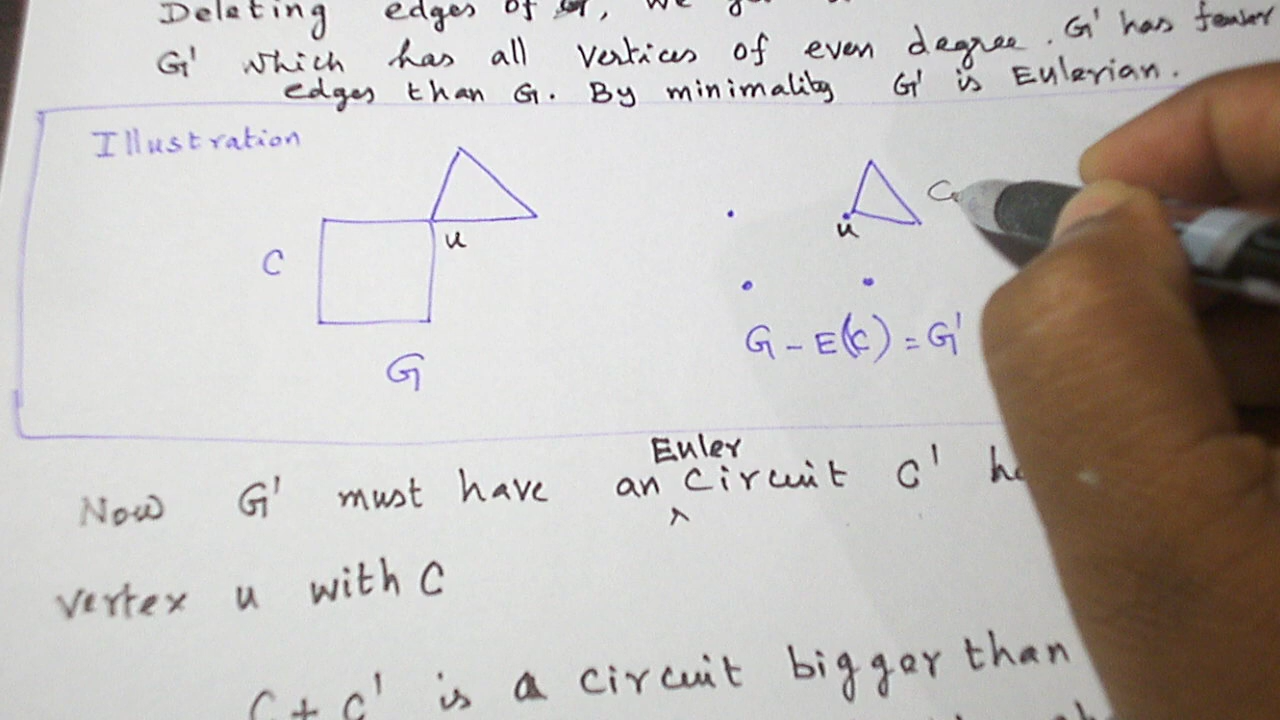 Deleting edges of
G' which has all vertices of even degree. G' has fewer
edges than G. By minimality G' is Eulerian.
Illustration
C
u
u
C
G
G - E(C) = G'
Euler
Now G' must have an circuit C'
vertex u with C
C + C' is a circuit bigger than